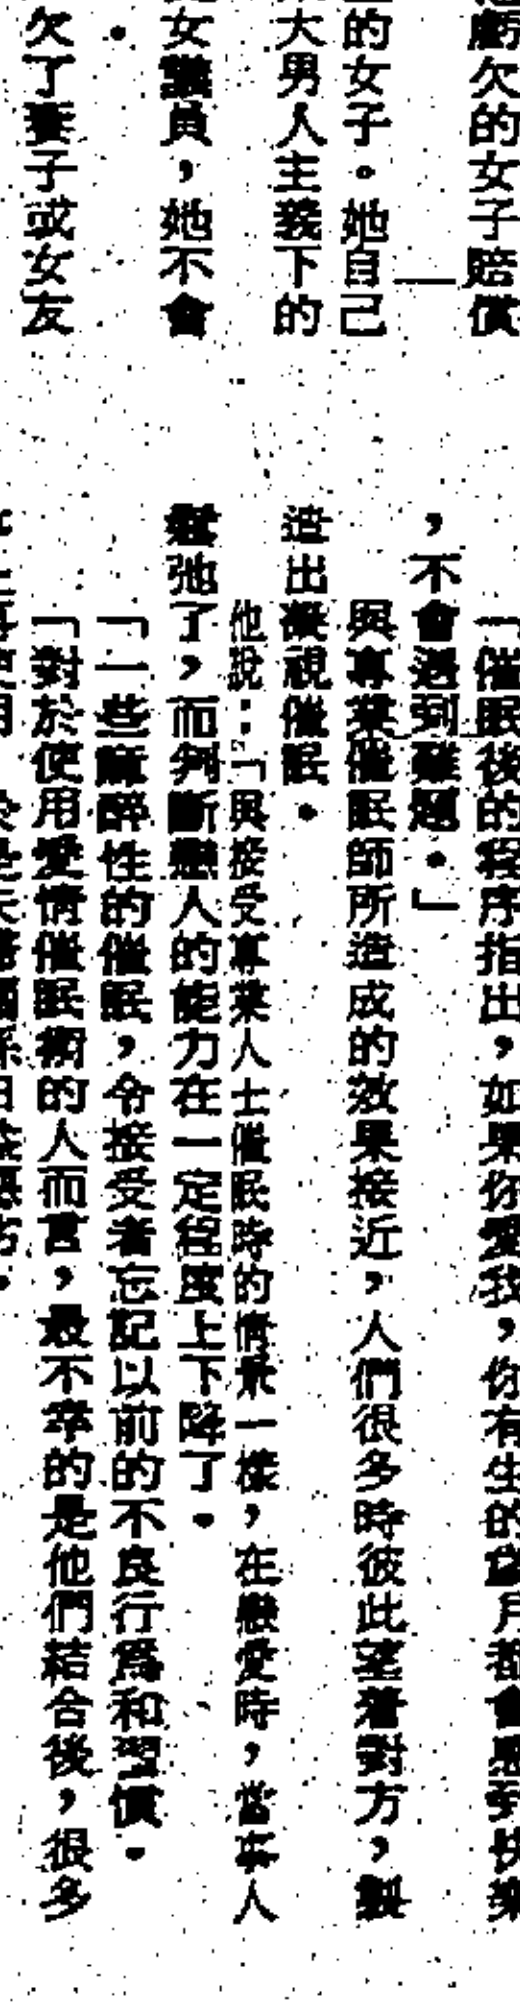 虧欠的女子賠償
的女子。她自己
大男人主義下的
女議員，她不會
。
欠了妻子或女友
「催眠後的程序指出，如果你愛我，你有生的歲月都會感到快樂
，不會遇到難題。」
與專業催眠師所造成的效果接近，人們很多時彼此望着對方，製
造出凝視催眠。
他說：「與接受專業人士催眠時的情景一樣，在戀愛時，當事人
鬆弛了，而判斷戀人的能力在一定程度上下降了。
「一些麻醉性的催眠，令接受者忘記以前的不良行爲和習慣。
「對於使用愛情催眠術的人而言，最不幸的是他們結合後，很多